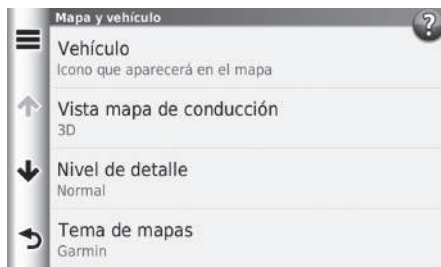 Mapa y vehículo
?
Vehículo
Icono que aparecerá en el mapa
Vista mapa de conducción
3D
Nivel de detalle
Normal
Tema de mapas
Garmin